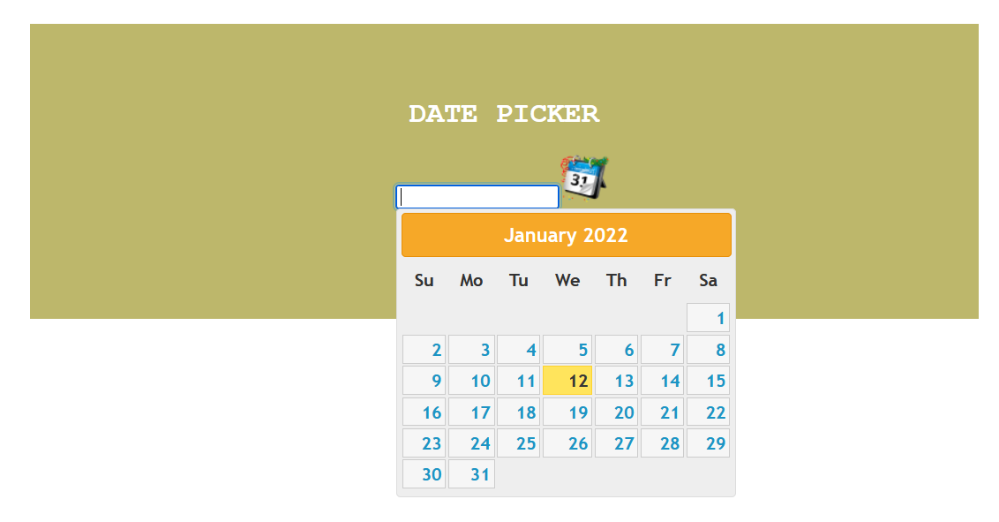 DATE PICKER
31
January 2022
Su Mo Tu We Th Fr Sa
1
2 3 4 5 6 7 8
9 10 11 12 13 14 15
16 17 18 19 20 21 22
23 24 25 26 27 28 29
30 31